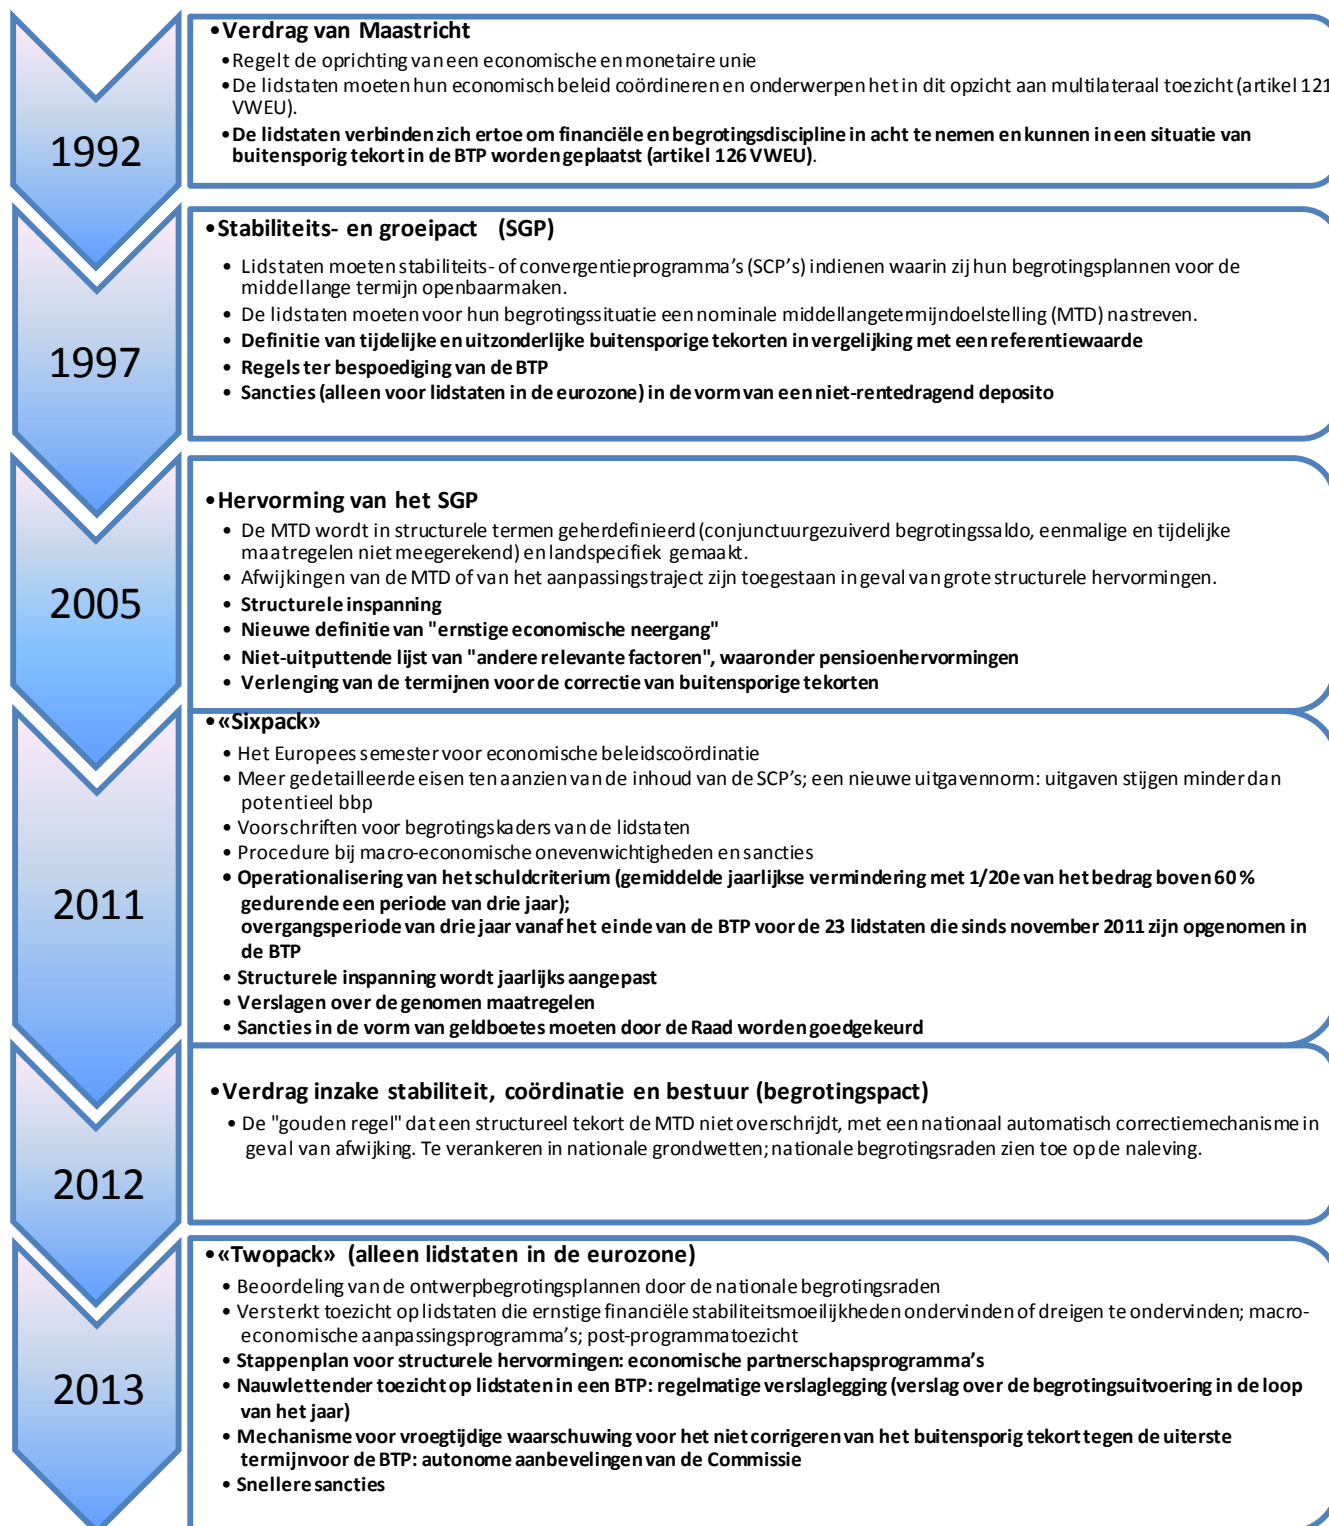 •Verdrag van Maastricht
•Regelt de oprichting van een economische en monetaire unie
•De lidstaten moeten hun economisch beleid coördineren en onderwerpen het in dit opzicht aan multilateraal toezicht (artikel 121
VWEU).
•De lidstaten verbinden zich ertoe om financiële en begrotingsdiscipline in acht te nemen en kunnen in een situatie van
buitensporig tekort in de BTP worden geplaatst (artikel 126 VWEU).
1992
•Stabiliteits- en groeipact (SGP)
• Lidstaten moeten stabiliteits- of convergentieprogramma’s (SCP’s) indienen waarin zij hun begrotingsplannen voor de
middellange termijn openbaar maken.
• De lidstaten moeten voor hun begrotingssituatie een nominale middellangetermijndoelstelling (MTD) nastreven.
• Definitie van tijdelijke en uitzonderlijke buitensporige tekorten in vergelijking met een referentiewaarde
• Regels ter bespoediging van de BTP
• Sancties (alleen voor lidstaten in de eurozone) in de vorm van een niet-rentedragend deposito
1997
•Hervorming van het SGP
• De MTD wordt in structurele termen geherdefinieerd (conjunctuurgezuiverd begrotingssaldo, eenmalige en tijdelijke
maatregelen niet meegerekend) en landspecifiek gemaakt.
• Afwijkingen van de MTD of van het aanpassingstraject zijn toegestaan in geval van grote structurele hervormingen.
• Structurele inspanning
• Nieuwe definitie van "ernstige economische neergang"
• Niet-uitputtende lijst van "andere relevante factoren", waaronder pensioenhervormingen
• Verlenging van de termijnen voor de correctie van buitensporige tekorten
2005
•«Sixpack»
• Het Europees semester voor economische beleidscoördinatie
• Meer gedetailleerde eisen ten aanzien van de inhoud van de SCP’s; een nieuwe uitgavennorm: uitgaven stijgen minder dan
potentieel bbp
• Voorschriften voor begrotingskaders van de lidstaten
• Procedure bij macro-economische onevenwichtigheden en sancties
• Operationalisering van het schuldcriterium (gemiddelde jaarlijkse vermindering met 1/20e van het bedrag boven 60 %
gedurende een periode van drie jaar);
overgangsperiode van drie jaar vanaf het einde van de BTP voor de 23 lidstaten die sinds november 2011 zijn opgenomen in
de BTP
• Structurele inspanning wordt jaarlijks aangepast
• Verslagen over de genomen maatregelen
• Sancties in de vorm van geldboetes moeten door de Raad worden goedgekeurd
2011
•Verdrag inzake stabiliteit, coördinatie en bestuur (begrotingspact)
• De "gouden regel" dat een structureel tekort de MTD niet overschrijdt, met een nationaal automatisch correctiemechanisme in
geval van afwijking. Te verankeren in nationale grondwetten; nationale begrotingsraden zien toe op de naleving.
2012
•«Twopack» (alleen lidstaten in de eurozone)
• Beoordeling van de ontwerpbegrotingsplannen door de nationale begrotingsraden
• Versterkt toezicht op lidstaten die ernstige financiële stabiliteitsmoeilijkheden ondervinden of dreigen te ondervinden; macro-
economische aanpassingsprogramma’s; post-programmatoezicht
• Stappenplan voor structurele hervormingen: economische partnerschapsprogramma’s
• Nauwlettender toezicht op lidstaten in een BTP: regelmatige verslaglegging (verslag over de begrotingsuitvoering in de loop
van het jaar)
• Mechanisme voor vroegtijdige waarschuwing voor het niet corrigeren van het buitensporig tekort tegen de uiterste
termijn voor de BTP: autonome aanbevelingen van de Commissie
• Snellere sancties
2013